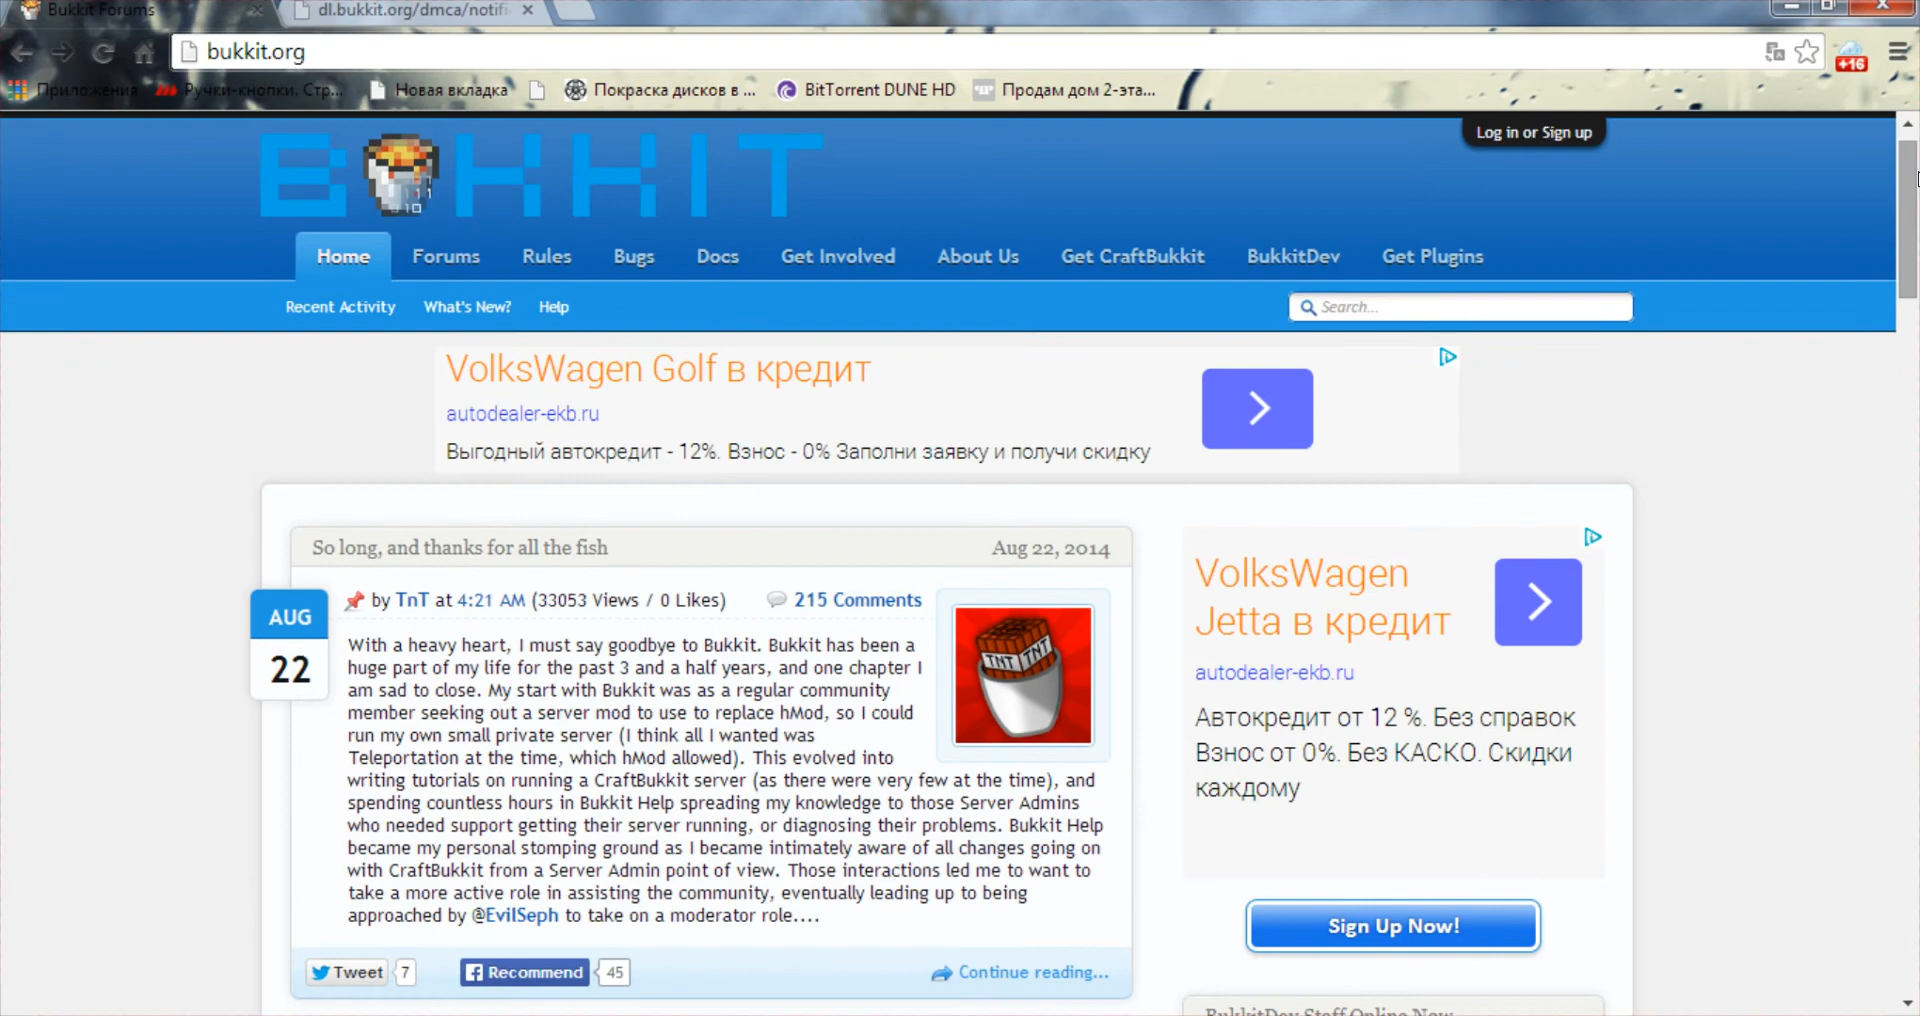 Bukkit Forums
dl.bukkit.org/dmca/notifi
bukkit.org
+16
Приложения
Ручки-кнопки. Стр...
Новая вкладка
Покраска дисков в ...
BitTorrent DUNE HD
Продам дом 2-эта...
BUKKIT
Log in or Sign up
Home
Forums
Rules
Bugs
Docs
Get Involved
About Us
Get CraftBukkit
BukkitDev
Get Plugins
Recent Activity
What's New?
Help
Search...
VolksWagen Golf в кредит
autodealer-ekb.ru
Выгодный автокредит - 12%. Взнос - 0% Заполни заявку и получи скидку
So long, and thanks for all the fish
Aug 22, 2014
AUG
22
by TnT at 4:21 AM (33053 Views / 0 Likes)
215 Comments
With a heavy heart, I must say goodbye to Bukkit. Bukkit has been a
huge part of my life for the past 3 and a half years, and one chapter I
am sad to close. My start with Bukkit was as a regular community
member seeking out a server mod to use to replace hMod, so I could
run my own small private server (I think all I wanted was
Teleportation at the time, which hMod allowed). This evolved into
writing tutorials on running a CraftBukkit server (as there were very few at the time), and
spending countless hours in Bukkit Help spreading my knowledge to those Server Admins
who needed support getting their server running, or diagnosing their problems. Bukkit Help
became my personal stomping ground as I became intimately aware of all changes going on
with CraftBukkit from a Server Admin point of view. Those interactions led me to want to
take a more active role in assisting the community, eventually leading up to being
approached by @EvilSeph to take on a moderator role....
TNT TNT
Tweet
7
Recommend
45
Continue reading...
VolksWagen
Jetta в кредит
autodealer-ekb.ru
Автокредит от 12 %. Без справок
Взнос от 0%. Без КАСКО. Скидки
каждому
Sign Up Now!
BukkitDev Staff Online Now